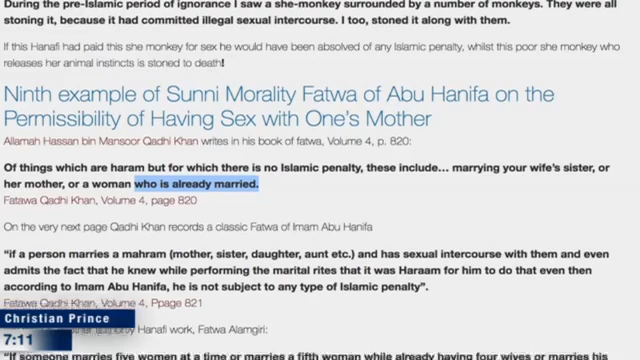 During the pre-Islamic period of ignorance I saw a she-monkey surrounded by a number of monkeys. They were all
stoning it, because it had committed illegal sexual intercourse. I too, stoned it along with them.
If this Hanafi had paid this she monkey for sex he would have been absolved of any Islamic penalty, whilst this poor she monkey who
releases her animal instincts is stoned to death!
Ninth example of Sunni Morality Fatwa of Abu Hanifa on the
Permissibility of Having Sex with One's Mother
Allamah Hassan bin Mansoor Qadhi Khan writes in his book of fatwa, Volume 4, p. 820:
Of things which are haram but for which there is no Islamic penalty, these include… marrying your wife's sister, or
her mother, or a woman who is already married.
Fatawa Qadhi Khan, Volume 4, page 820
On the very next page Qadhi Khan records a classic Fatwa of Imam Abu Hanifa
"if a person marries a mahram (mother, sister, daughter, aunt etc.) and has sexual intercourse with them and even
admits the fact that he knew while performing the marital rites that it was Haraam for him to do that even then
according to Imam Abu Hanifa, he is not subject to any type of Islamic penalty".
Fatawa Qadhi Khan, Volume 4, Ppage 821
Christian Prince
Hanafi work, Fatwa Alamgiri:
7:11
"If someone marries five women at a time or marries a fifth woman while already having four wives or marries his